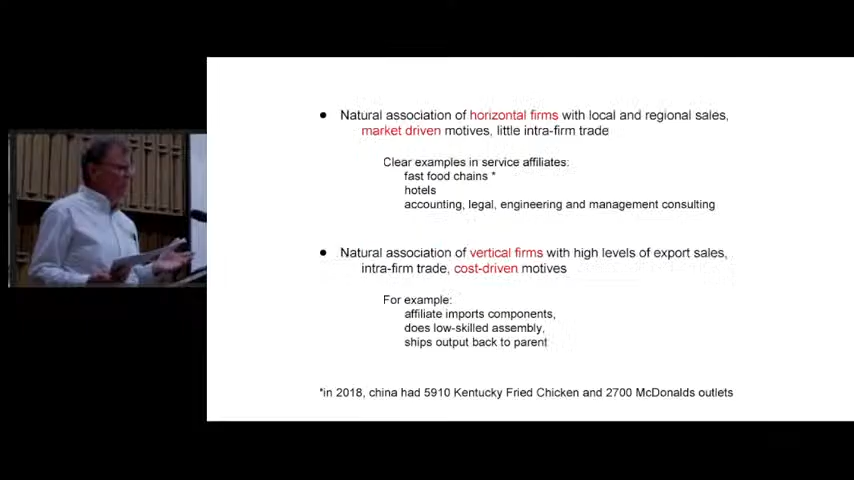 ● Natural association of horizontal firms with local and regional sales,
market driven motives, little intra-firm trade
Clear examples in service affiliates:
fast food chains *
hotels
accounting, legal, engineering and management consulting
● Natural association of vertical firms with high levels of export sales,
intra-firm trade, cost-driven motives
For example:
affiliate imports components,
does low-skilled assembly,
ships output back to parent
*in 2018, china had 5910 Kentucky Fried Chicken and 2700 McDonalds outlets